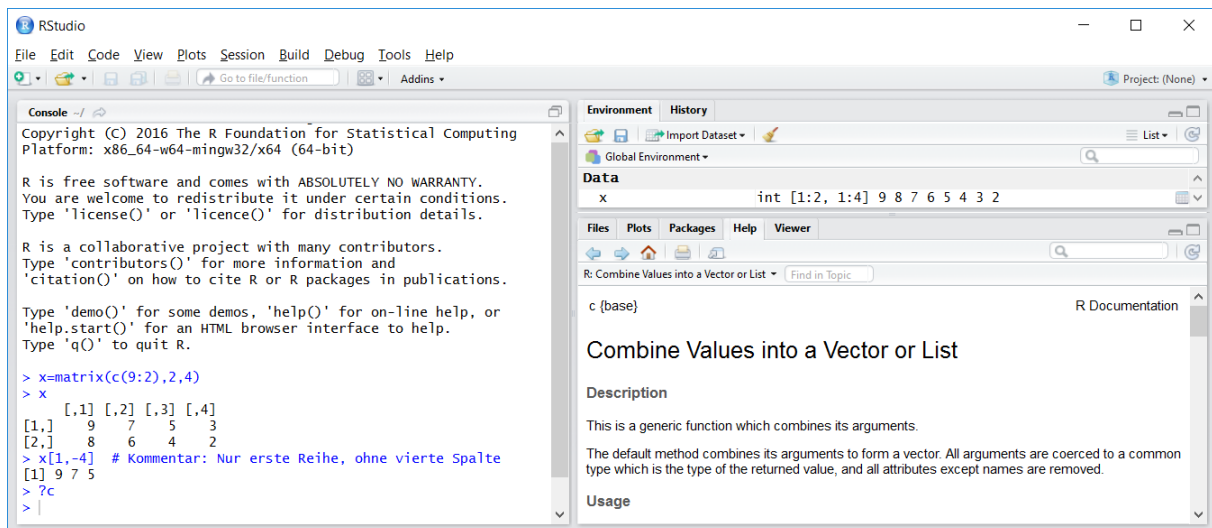 RStudio
File Edit Code View Plots Session Build Debug Tools Help
Go to file/function Addins Project: (None)
Console ~/
Copyright (C) 2016 The R Foundation for Statistical Computing
Platform: x86_64-w64-mingw32/x64 (64-bit)
R is free software and comes with ABSOLUTELY NO WARRANTY.
You are welcome to redistribute it under certain conditions.
Type 'license()' or 'licence()' for distribution details.
R is a collaborative project with many contributors.
Type 'contributors()' for more information and
'citation()' on how to cite R or R packages in publications.
Type 'demo()' for some demos, 'help()' for on-line help, or
'help.start()' for an HTML browser interface to help.
Type 'q()' to quit R.
> x=matrix(c(9:2),2,4)
> x
[,1] [,2] [,3] [,4]
[1,] 9 7 5 3
[2,] 8 6 4 2
> x[1,-4] # Kommentar: Nur erste Reihe, ohne vierte Spalte
[1] 9 7 5
> ?c
>
Environment History
Import Dataset List
Global Environment
Data
x int [1:2, 1:4] 9 8 7 6 5 4 3 2
Files Plots Packages Help Viewer
R: Combine Values into a Vector or List Find in Topic
c {base} R Documentation
Combine Values into a Vector or List
Description
This is a generic function which combines its arguments.
The default method combines its arguments to form a vector. All arguments are coerced to a common
type which is the type of the returned value, and all attributes except names are removed.
Usage